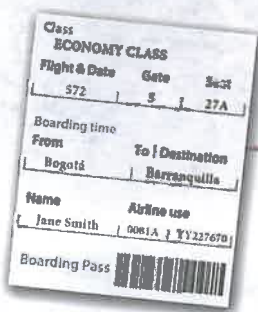 Class
ECONOMY CLASS
Flight & Date Gate Seat
572 5 27A
Boarding time
From To / Destination
Bogotá Barranquilla
Name Airline use
Jane Smith 0081A YY227670
Boarding Pass